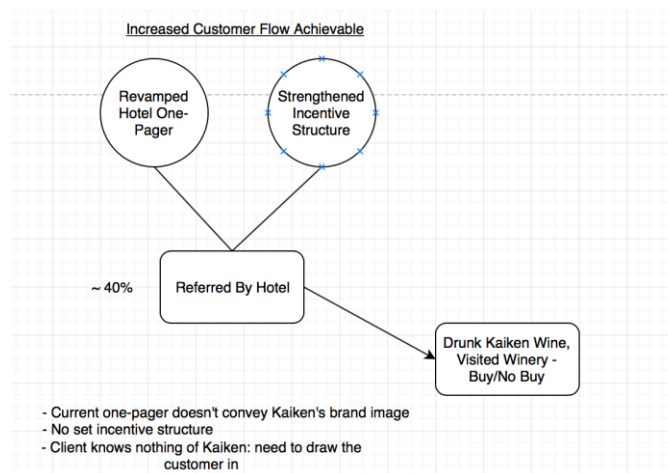 Increased Customer Flow Achievable
Revamped
Hotel One-
Pager
Strengthened
Incentive
Structure
~ 40%
Referred By Hotel
Drunk Kaiken Wine,
Visited Winery -
Buy/No Buy
- Current one-pager doesn't convey Kaiken's brand image
- No set incentive structure
- Client knows nothing of Kaiken: need to draw the
customer in